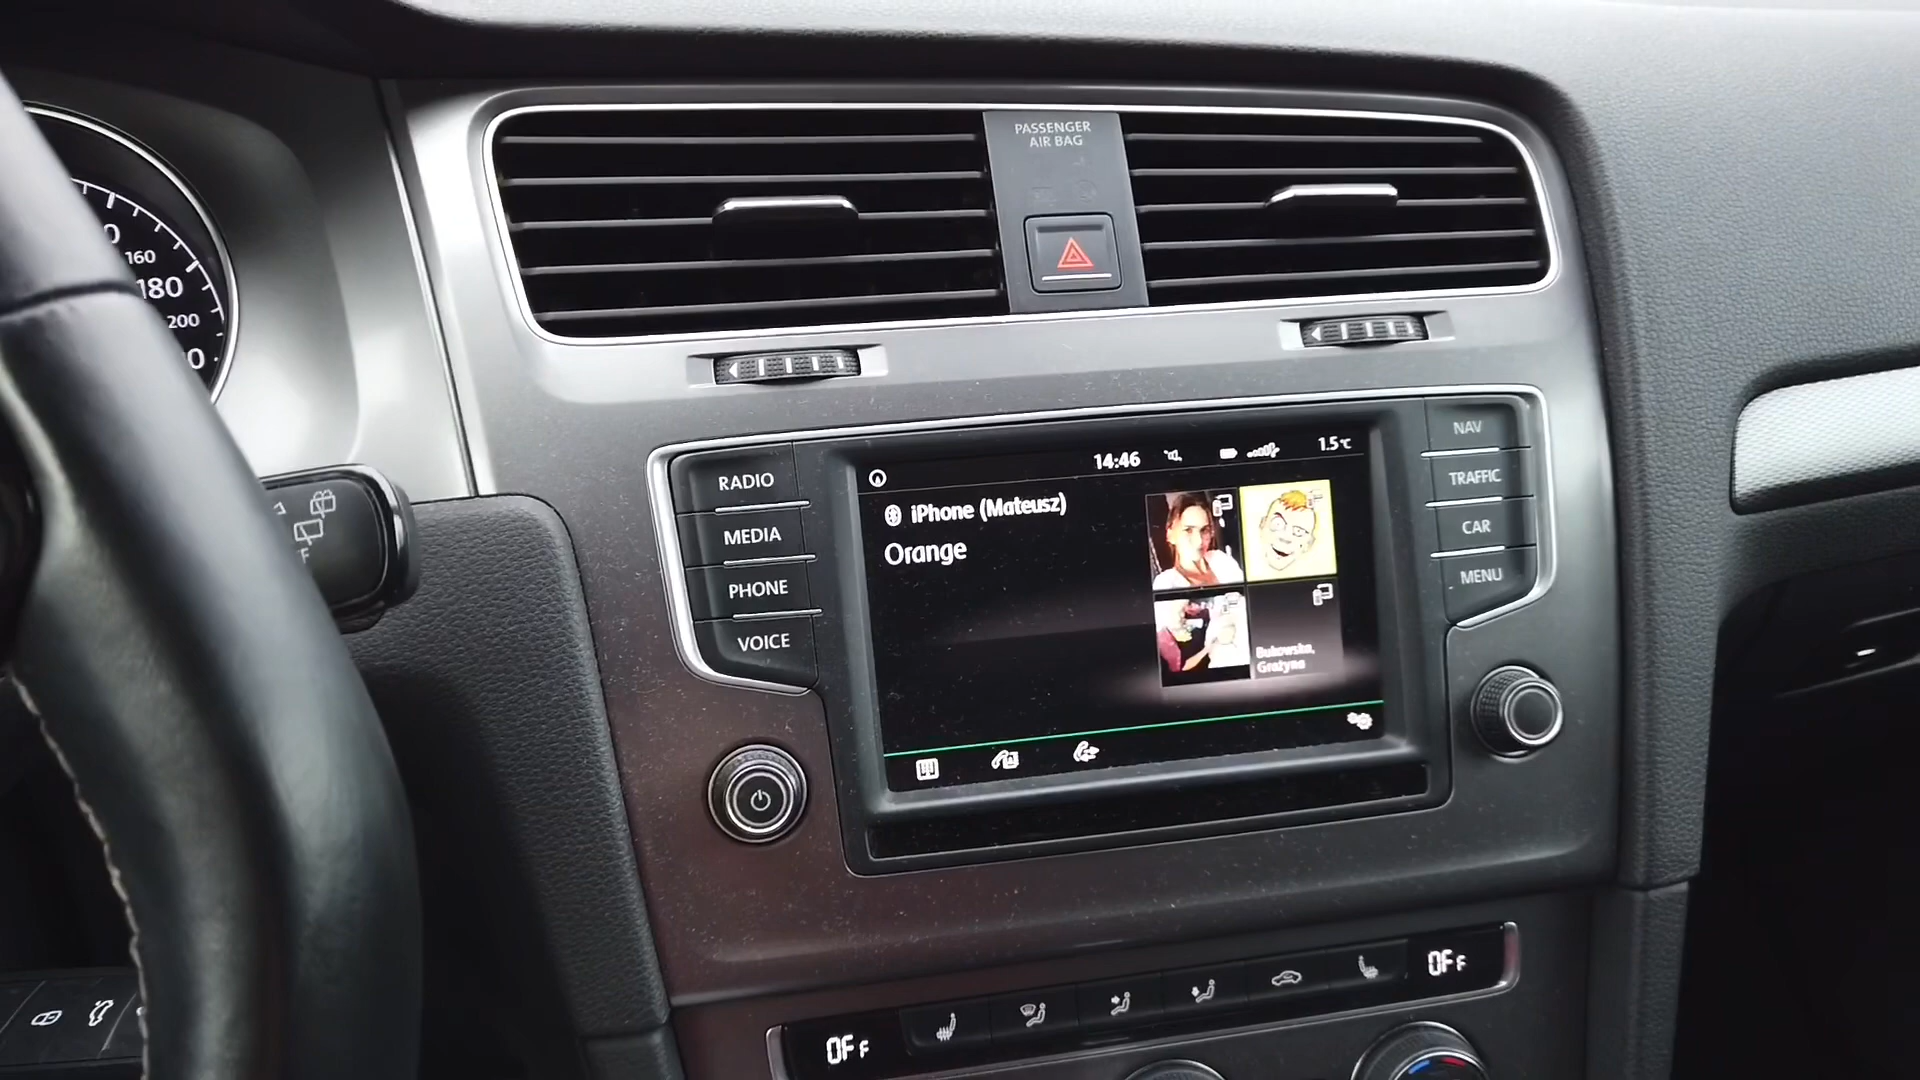 PASSENGER
AIR BAG
160
180
200
RADIO
MEDIA
PHONE
VOICE
14:46
1.5°C
iPhone (Mateusz)
Orange
Bukowska,
Grażyna
NAV
TRAFFIC
CAR
MENU
OFF
OFF